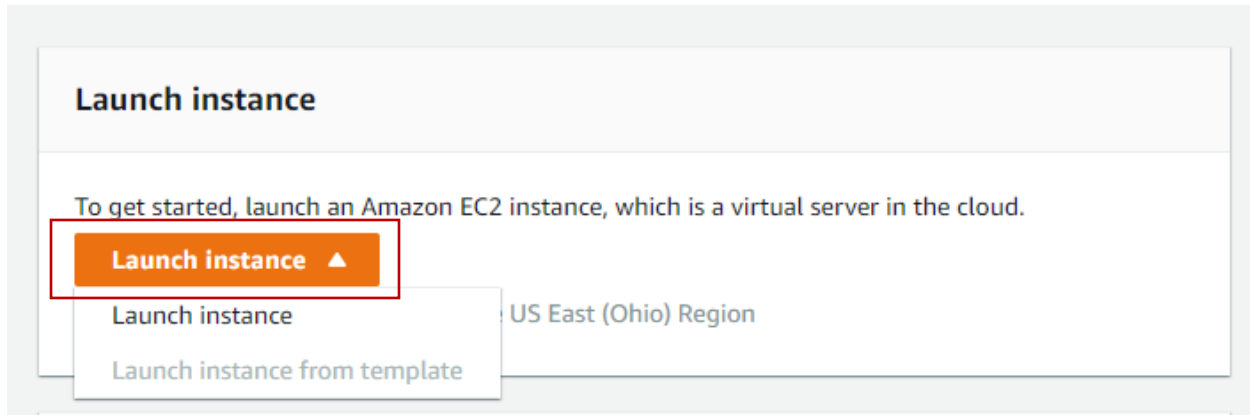 Launch instance
To get started, launch an Amazon EC2 instance, which is a virtual server in the cloud.
Launch instance
Launch instance
US East (Ohio) Region
Launch instance from template